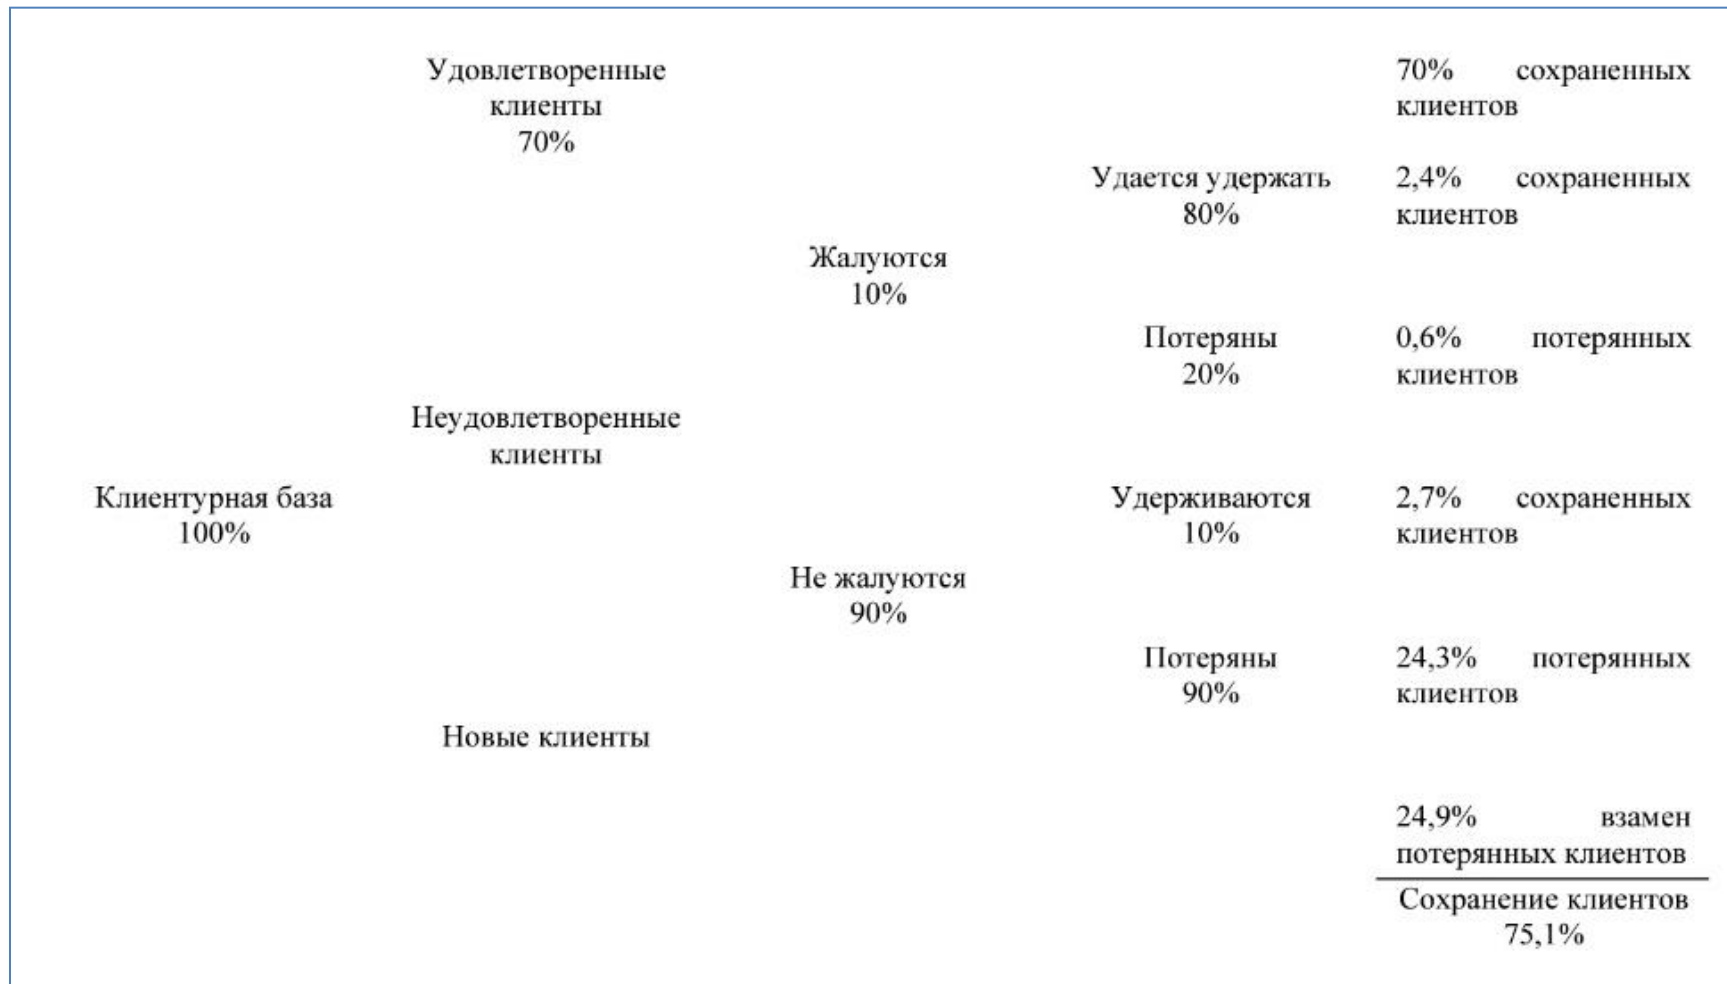 Удовлетворенные
клиенты
70%
70% сохраненных
клиентов
Удается удержать
80%
2,4% сохраненных
клиентов
Жалуются
10%
Потеряны
20%
0,6% потерянных
клиентов
Неудовлетворенные
клиенты
Клиентурная база
100%
Удерживаются
10%
2,7% сохраненных
клиентов
Не жалуются
90%
Потеряны
90%
24,3% потерянных
клиентов
Новые клиенты
24,9% взамен
потерянных клиентов
Сохранение клиентов
75,1%